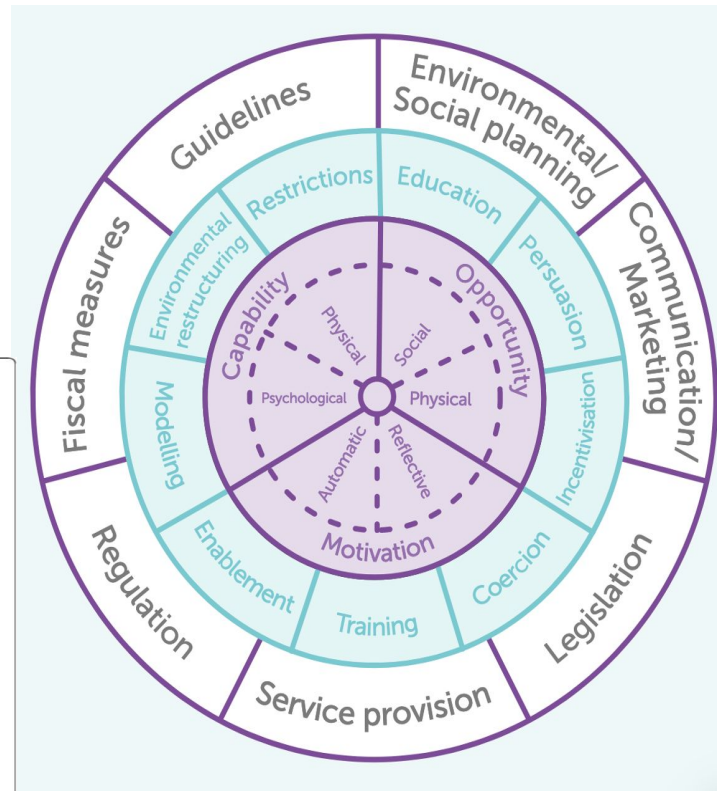 Guidelines
Environmental/
Social planning
Communication/
Marketing
Legislation
Service provision
Regulation
Fiscal measures
Restrictions
Education
Persuasion
Incentivisation
Coercion
Training
Enablement
Modelling
Environmental
restructuring
Capability
Opportunity
Motivation
Physical
Social
Psychological
Physical
Automatic
Reflective